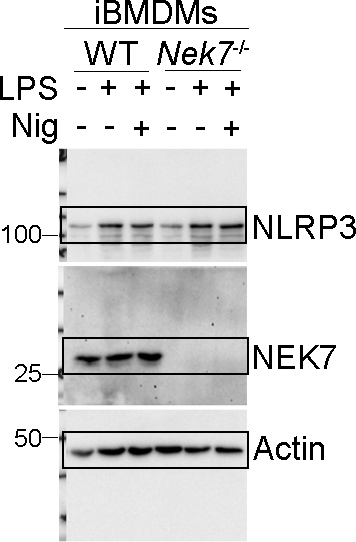 iBMDMs
WT Nek7-/-
LPS - + + - + +
Nig - - + - - +
100 NLRP3
NEK7
25
50
Actin